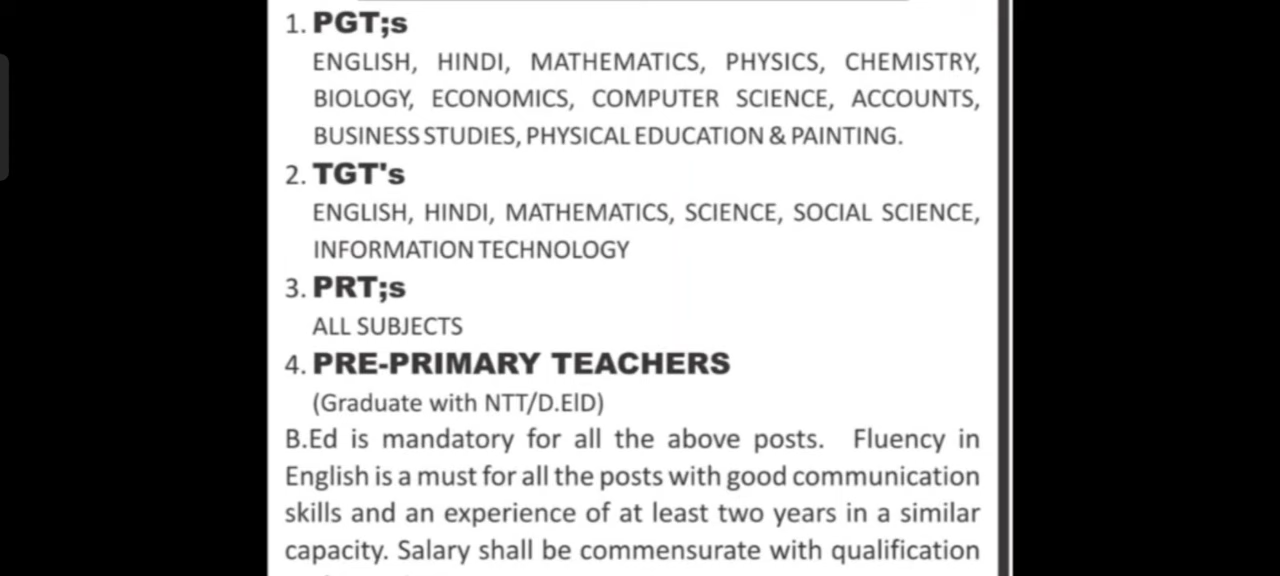 1. PGT;s
ENGLISH, HINDI, MATHEMATICS, PHYSICS, CHEMISTRY,
BIOLOGY, ECONOMICS, COMPUTER SCIENCE, ACCOUNTS,
BUSINESS STUDIES, PHYSICAL EDUCATION & PAINTING.
2. TGT's
ENGLISH, HINDI, MATHEMATICS, SCIENCE, SOCIAL SCIENCE,
INFORMATION TECHNOLOGY
3. PRT;s
ALL SUBJECTS
4. PRE-PRIMARY TEACHERS
(Graduate with NTT/D.ElD)
B.Ed is mandatory for all the above posts. Fluency in
English is a must for all the posts with good communication
skills and an experience of at least two years in a similar
capacity. Salary shall be commensurate with qualification